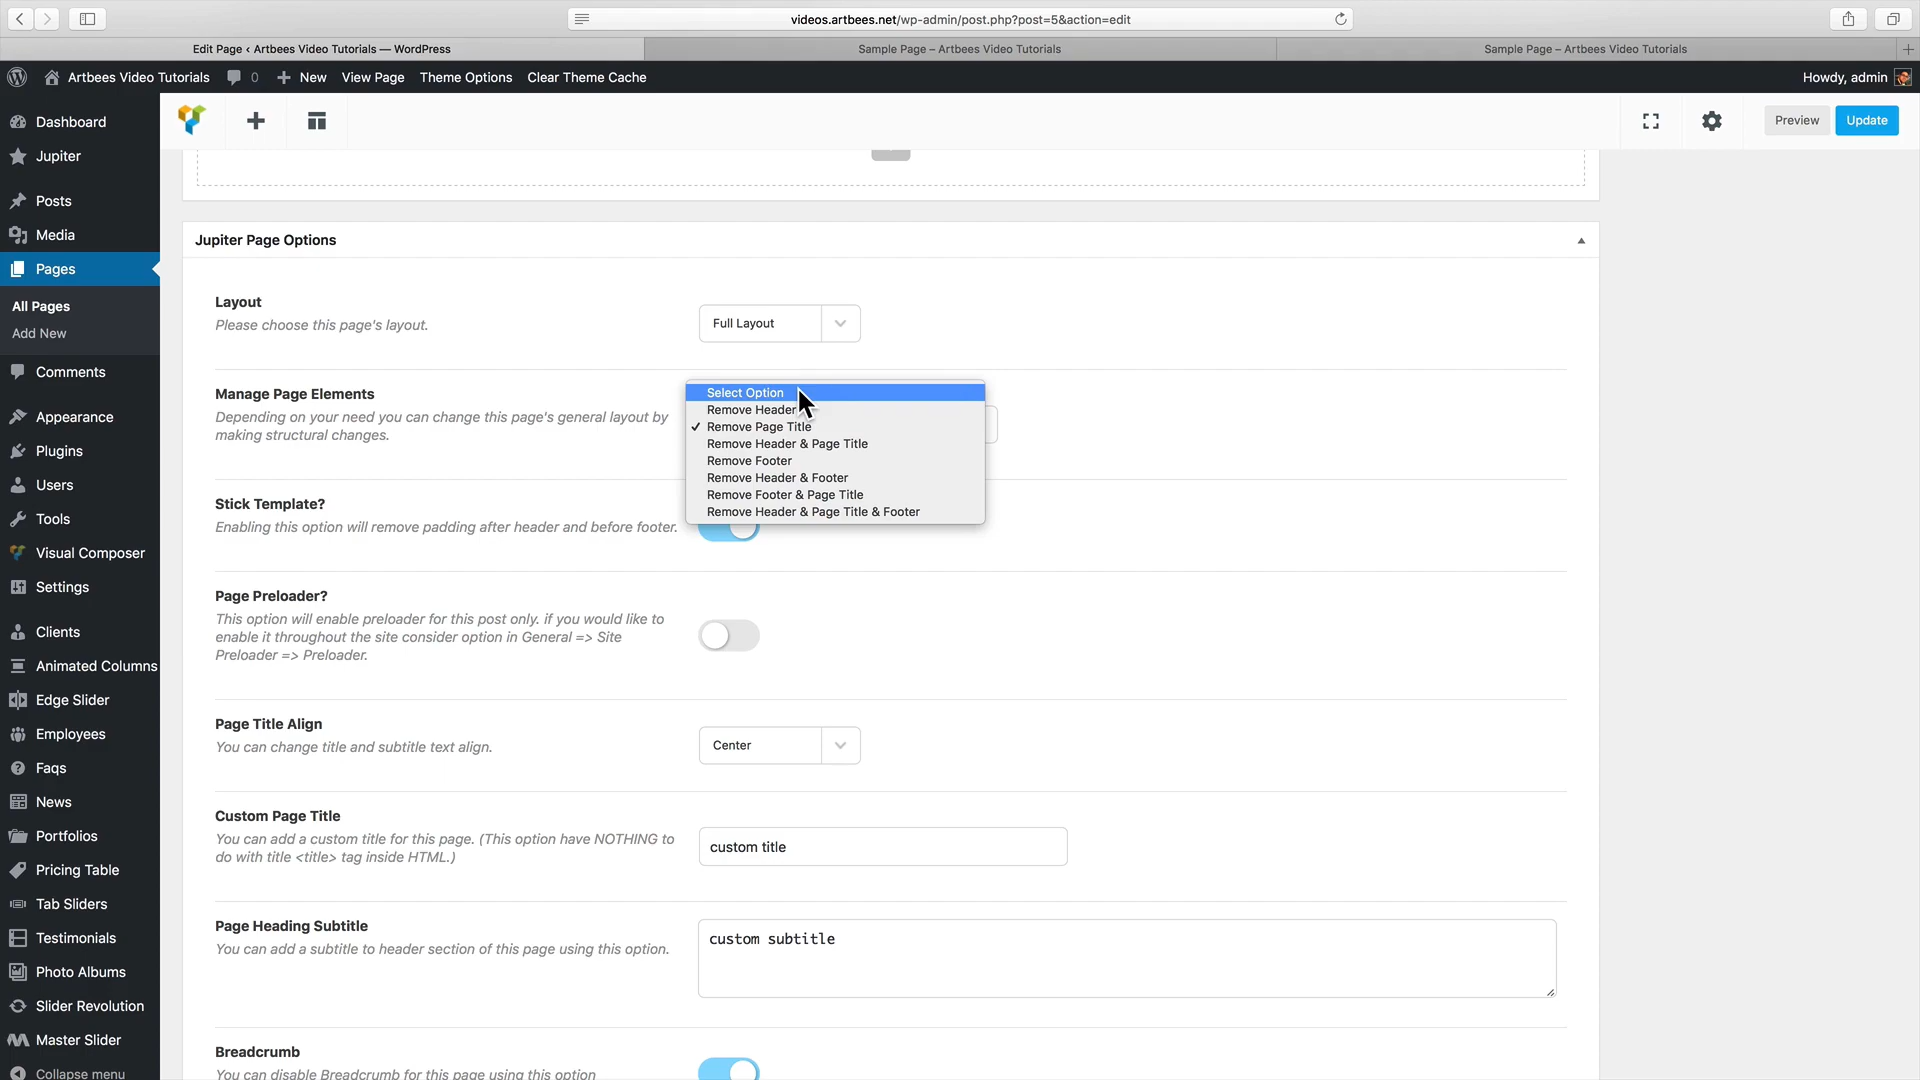 videos.artbees.net/wp-admin/post.php?post=5&action=edit
Edit Page ‹ Artbees Video Tutorials — WordPress
Sample Page – Artbees Video Tutorials
Sample Page – Artbees Video Tutorials
Artbees Video Tutorials
0
New
View Page
Theme Options
Clear Theme Cache
Howdy, admin
Preview
Update
Dashboard
Jupiter
Posts
Media
Pages
All Pages
Add New
Comments
Appearance
Plugins
Users
Tools
Visual Composer
Settings
Clients
Animated Columns
Edge Slider
Employees
Faqs
News
Portfolios
Pricing Table
Tab Sliders
Testimonials
Photo Albums
Slider Revolution
Master Slider
Collapse menu
Jupiter Page Options
Layout
Please choose this page's layout.
Full Layout
Manage Page Elements
Depending on your need you can change this page's general layout by
making structural changes.
Select Option
Remove Header
Remove Page Title
Remove Header & Page Title
Remove Footer
Remove Header & Footer
Remove Footer & Page Title
Remove Header & Page Title & Footer
Stick Template?
Enabling this option will remove padding after header and before footer.
Page Preloader?
This option will enable preloader for this post only. if you would like to
enable it throughout the site consider option in General => Site
Preloader => Preloader.
Page Title Align
You can change title and subtitle text align.
Center
Custom Page Title
You can add a custom title for this page. (This option have NOTHING to
do with title <title> tag inside HTML.)
custom title
Page Heading Subtitle
You can add a subtitle to header section of this page using this option.
custom subtitle
Breadcrumb
You can disable Breadcrumb for this page using this option